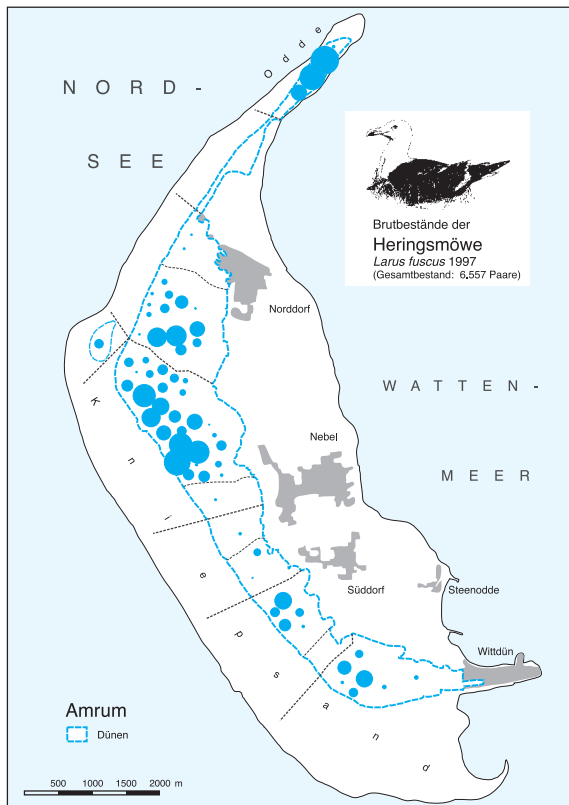 Odde
NORD-
SEE
Brutbestände der
Heringsmöwe
Larus fuscus 1997
(Gesamtbestand: 6.557 Paare)
Norddorf
WATTEN-
MEER
Kniepsand
Nebel
Süddorf
Steenodde
Wittdün
Amrum
Dünen
500 1000 1500 2000 m